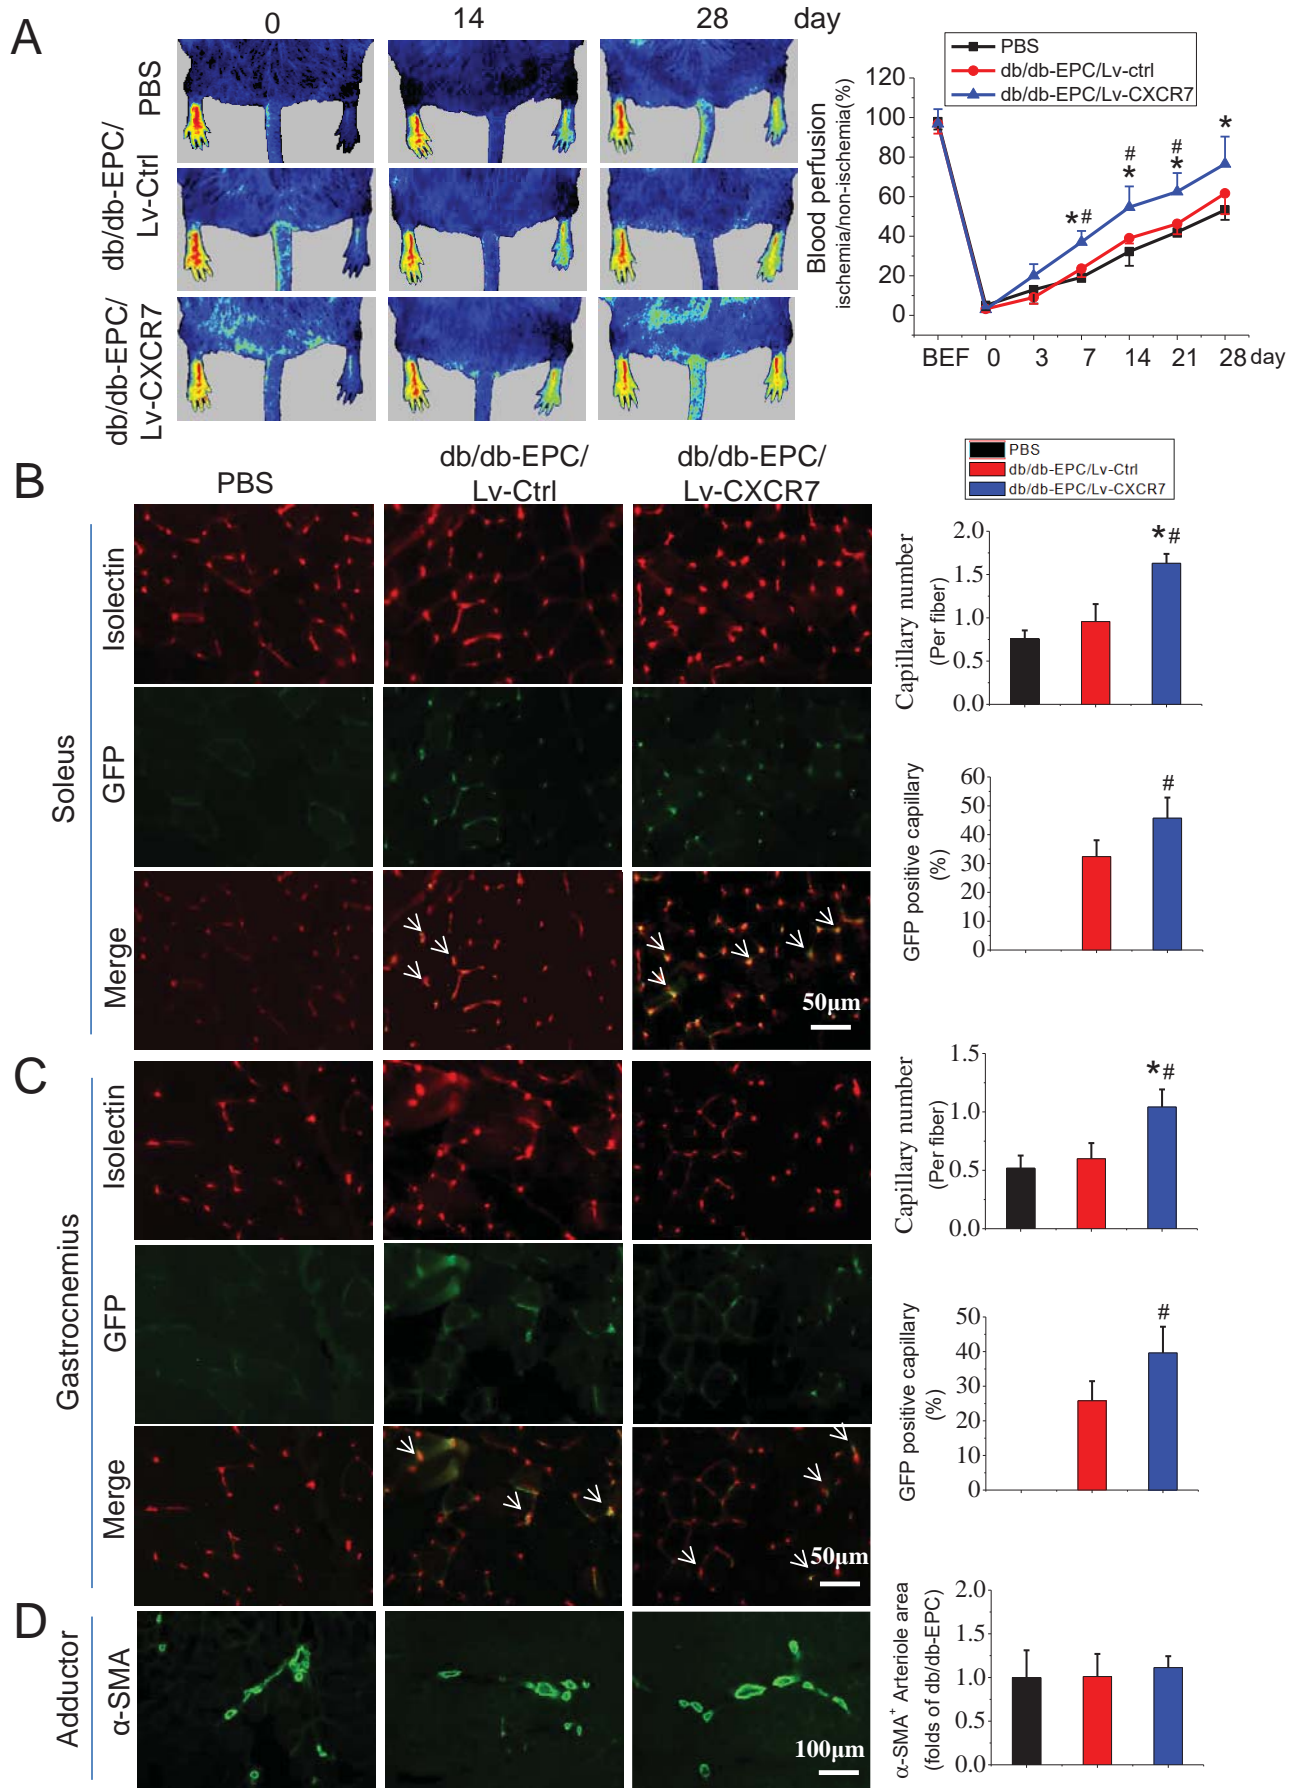 A
0
14
28
day
PBS
db/db-EPC/
Lv-Ctrl
db/db-EPC/
Lv-CXCR7
PBS
db/db-EPC/Lv-ctrl
db/db-EPC/Lv-CXCR7
Blood perfusion
ischemia/non-ischemia(%)
120
100
80
60
40
20
0
*#
#
*
#
*
*
BEF 0 3 7 14 21 28 day
B
PBS
db/db-EPC/
Lv-Ctrl
db/db-EPC/
Lv-CXCR7
Soleus
Isolectin
GFP
Merge
50μm
PBS
db/db-EPC/Lv-Ctrl
db/db-EPC/Lv-CXCR7
Capillary number
(Per fiber)
2.0
1.5
1.0
0.5
0.0
*#
GFP positive capillary
(%)
60
50
40
30
20
10
0
#
C
Gastrocnemius
Isolectin
GFP
Merge
50μm
Capillary number
(Per fiber)
1.5
1.0
0.5
0.0
*#
GFP positive capillary
(%)
50
40
30
20
10
0
#
D
Adductor
α-SMA
100μm
α-SMA+ Arteriole area
(folds of db/db-EPC)
2.0
1.5
1.0
0.5
0.0